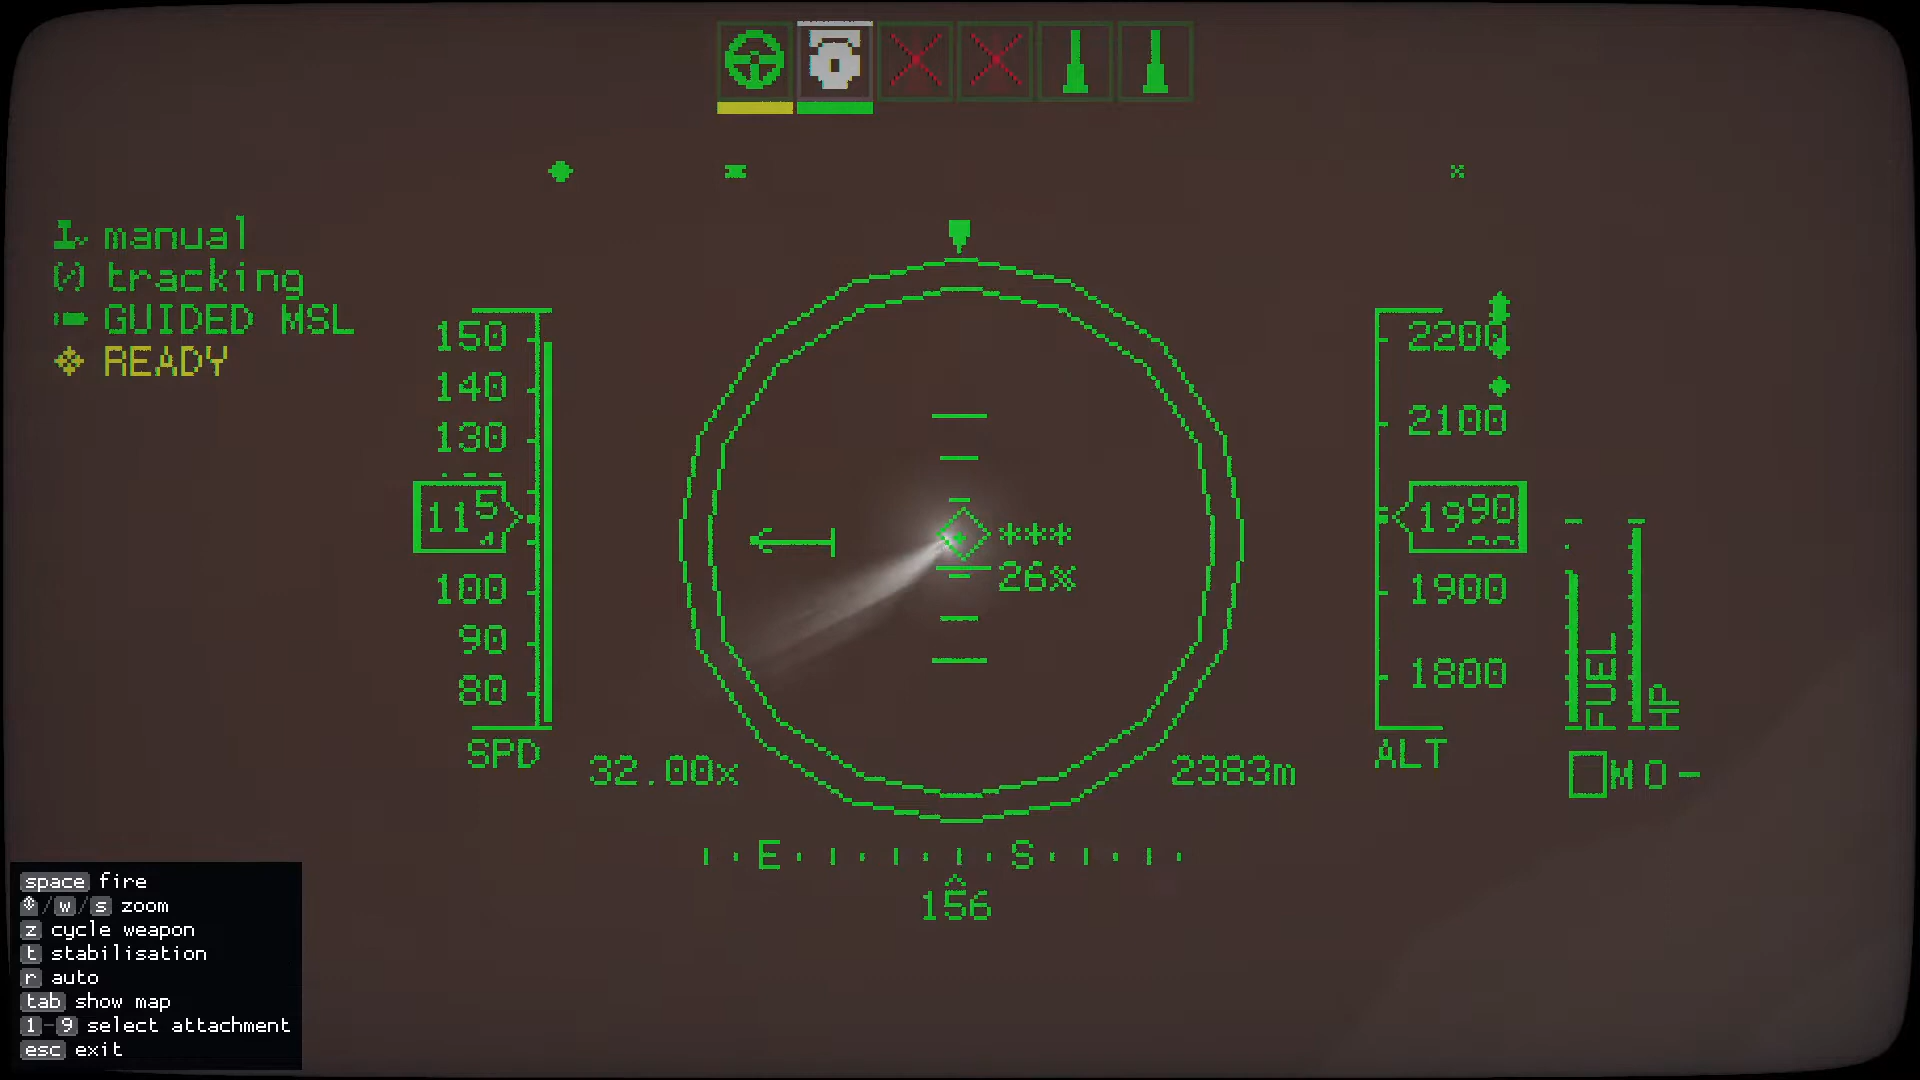 manual
tracking
GUIDED MSL
READY
150
140
130
115
100
90
80
SPD
***
26%
2200
2100
1990
1900
1800
ALT
FUEL
HP
M 0 -
32.00x
2383m
E
S
156
space fire
/w/s zoom
z cycle weapon
t stabilisation
r auto
tab show map
1-9 select attachment
esc exit